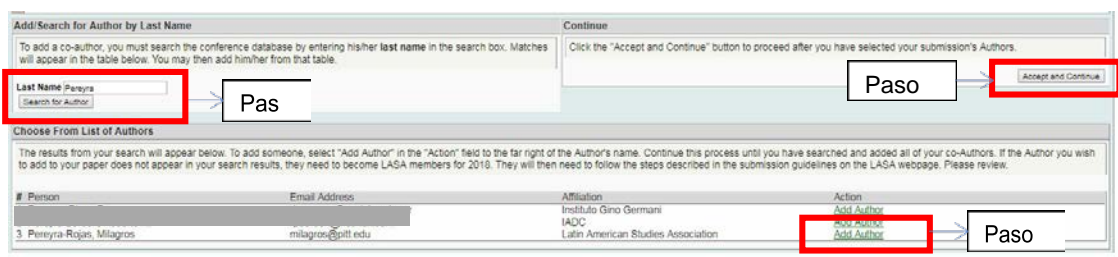 Add/Search for Author by Last Name
To add a co-author, you must search the conference database by entering his/her last name in the search box. Matches
will appear in the table below. You may then add him/her from that table.
Last Name Pereyra
Search for Author
Pas
Continue
Click the "Accept and Continue" button to proceed after you have selected your submission's Authors.
Paso
Accept and Continue
Choose From List of Authors
The results from your search will appear below. To add someone, select "Add Author" in the "Action" field to the far right of the Author's name. Continue this process until you have searched and added all of your co-Authors. If the Author you wish
to add to your paper does not appear in your search results, they need to become LASA members for 2018. They will then need to follow the steps described in the submission guidelines on the LASA webpage. Please review.
# Person Email Address Affiliation Action
Instituto Gino Germani Add Author
IADC Add Author
3 Pereyra-Rojas, Milagros milagros@pitt.edu Latin American Studies Association Add Author
Paso